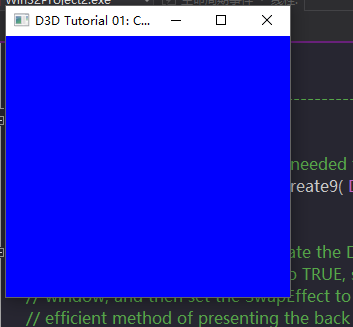 Win32Project2.exe
D3D Tutorial 01: C...
needed
reate9(
ate the D
o TRUE, s
// window, and then set the SwapEffect to
// efficient method of presenting the back